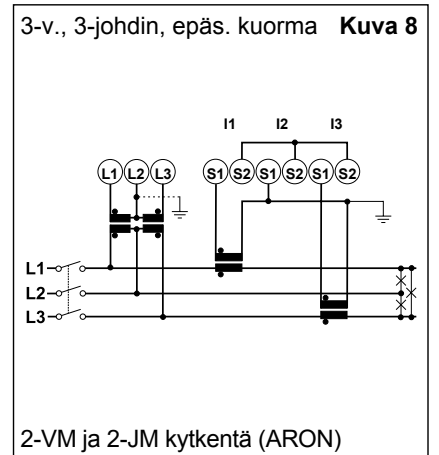 3-v., 3-johdin, epäs. kuorma Kuva 8
I1 I2 I3
L1 L2 L3 S1 S2 S1 S2 S1 S2
L1
L2
L3
2-VM ja 2-JM kytkentä (ARON)